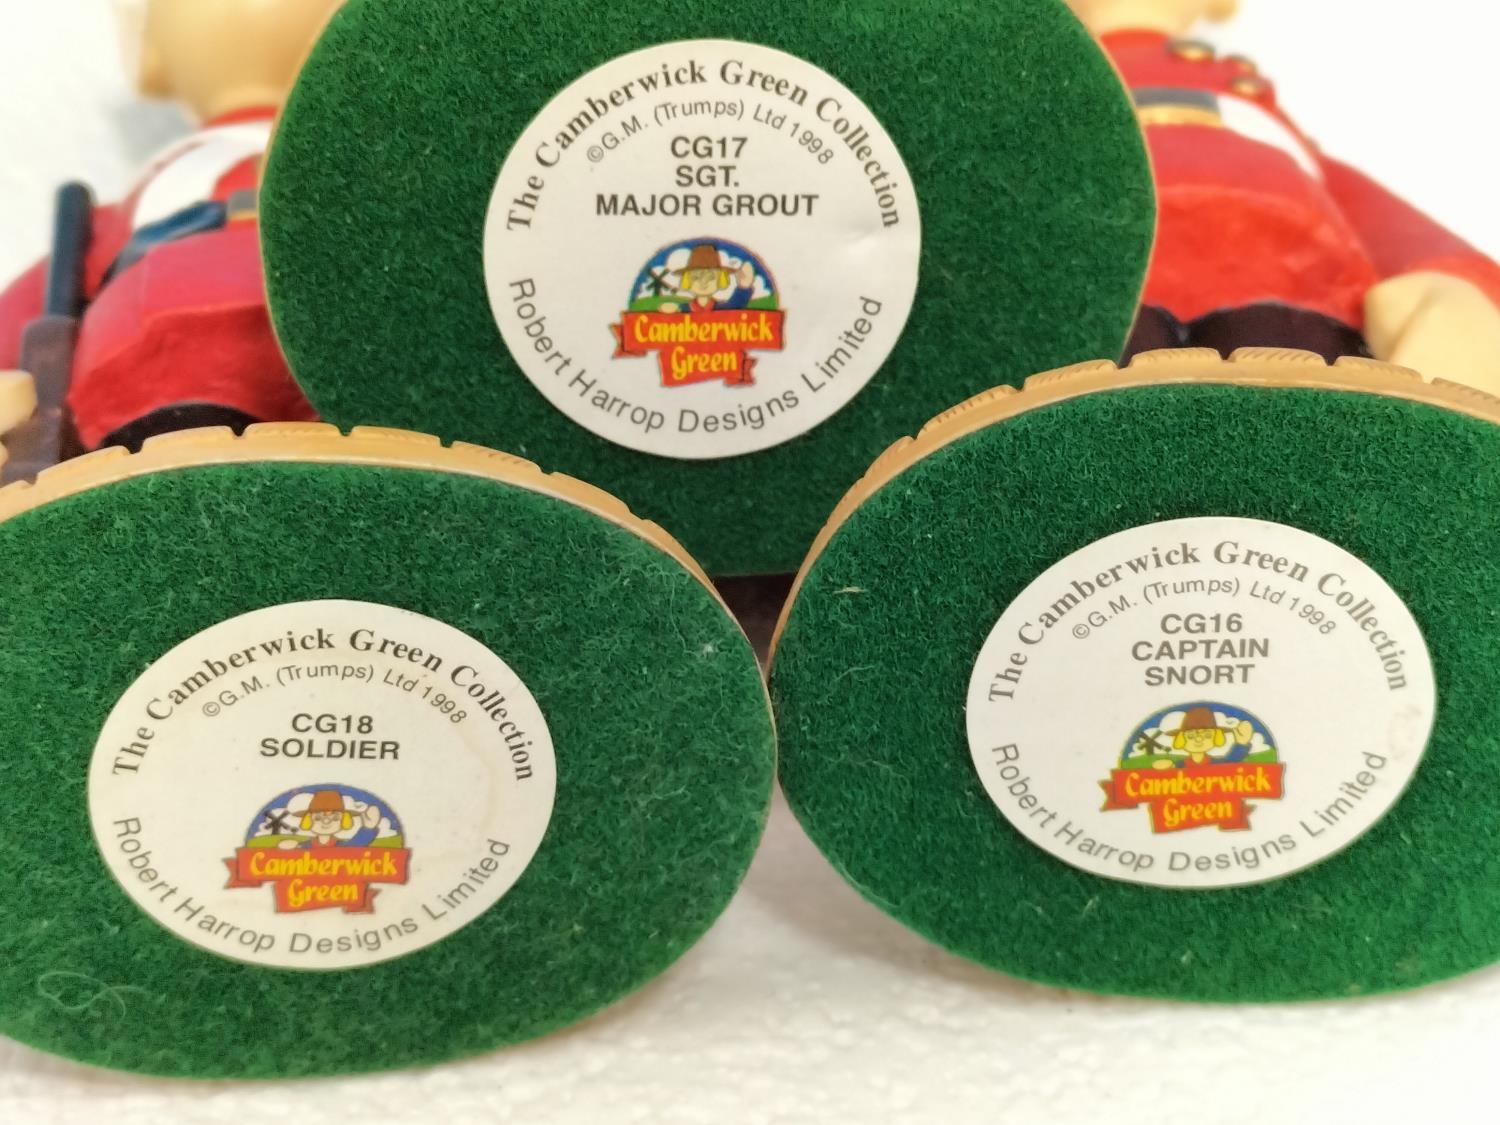 The Camberwick Green Collection
©G.M. (Trumps) Ltd 1998
CG17
SGT.
MAJOR GROUT
Camberwick
Green
Robert Harrop Designs Limited
The Camberwick Green Collection
©G.M. (Trumps) Ltd 1998
CG18
SOLDIER
Camberwick
Green
Robert Harrop Designs Limited
The Camberwick Green Collection
©G.M. (Trumps) Ltd 1998
CG16
CAPTAIN
SNORT
Camberwick
Green
Robert Harrop Designs Limited